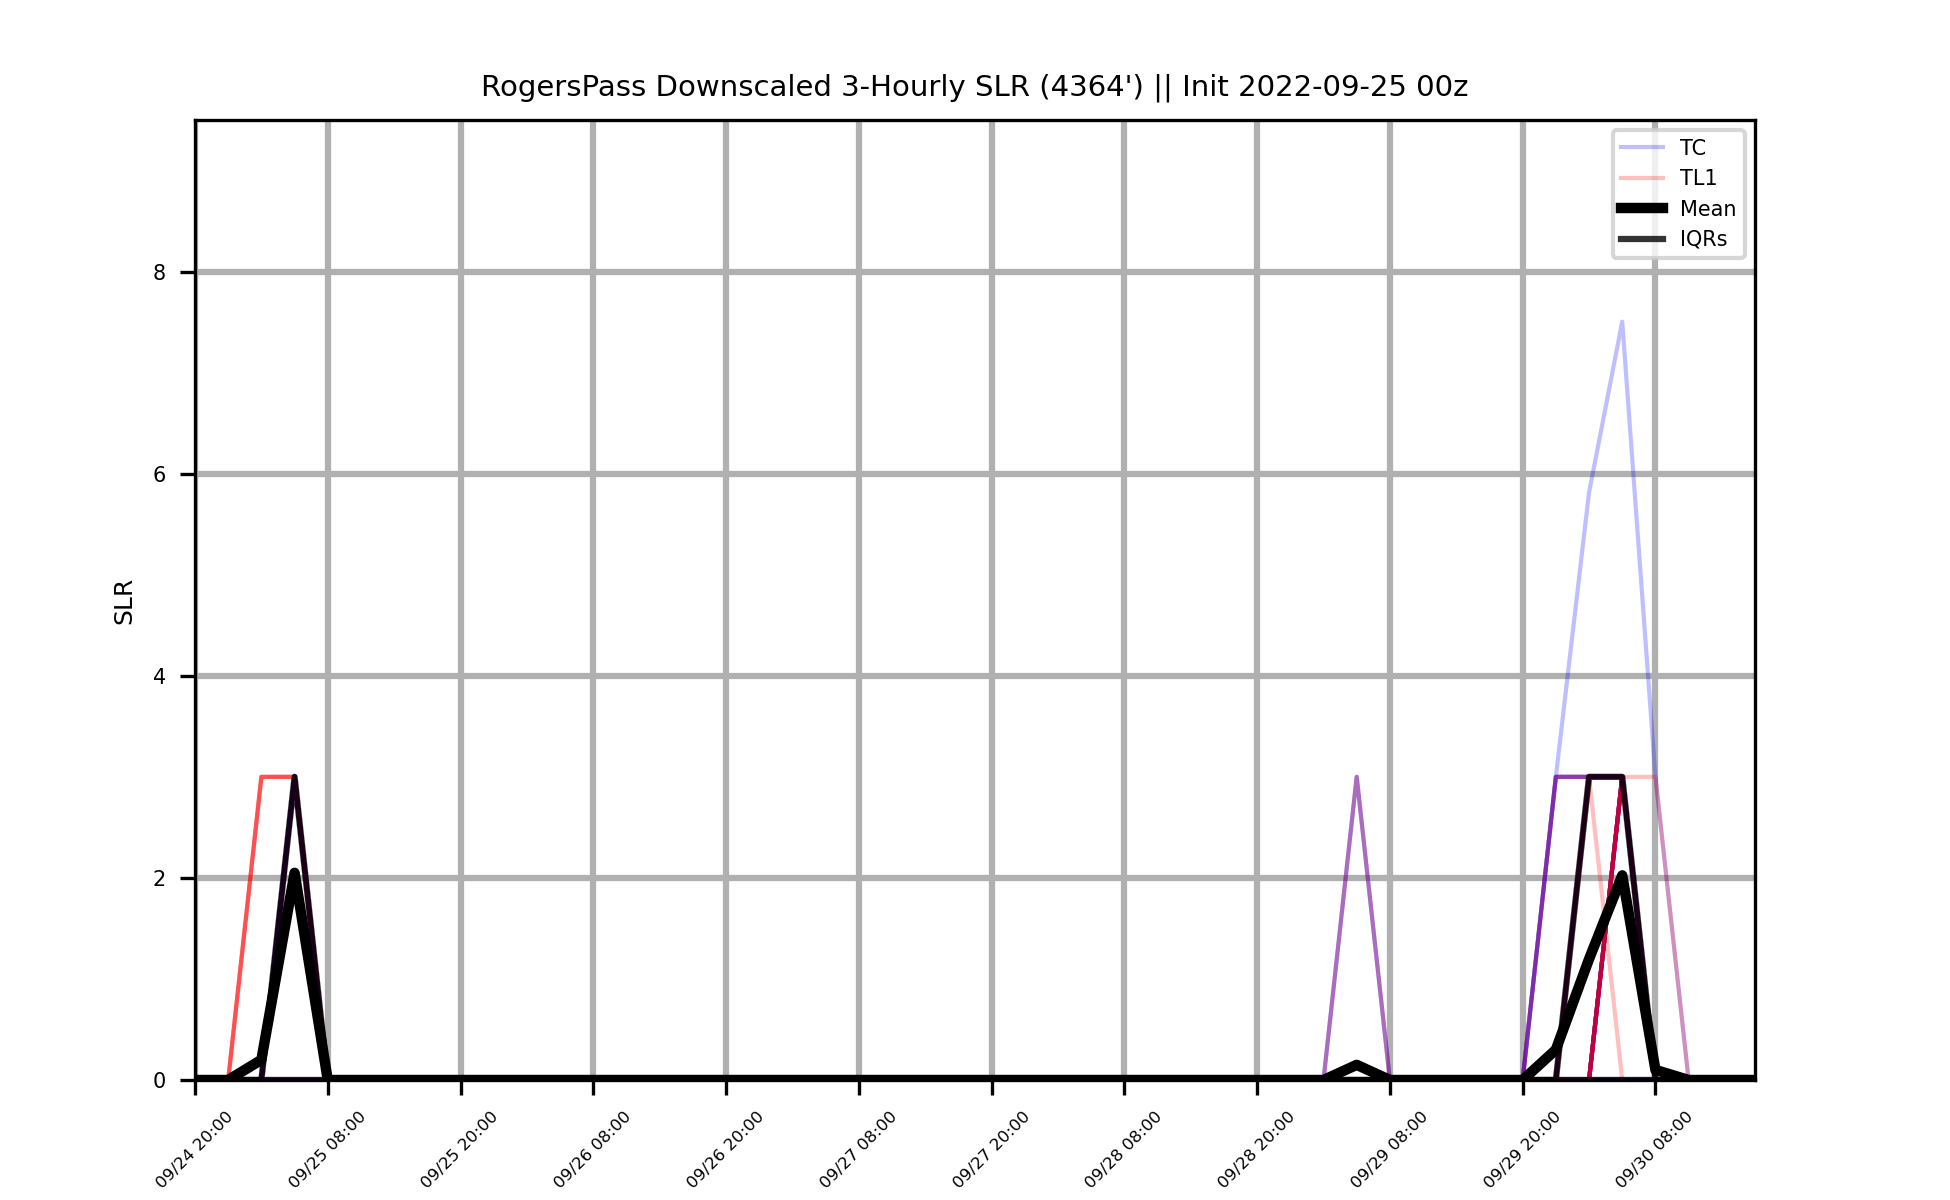 RogersPass Downscaled 3-Hourly SLR (4364') || Init 2022-09-25 00z
TC
TL1
Mean
IQRs
SLR
8
6
4
2
0
09/24 20:00
09/25 08:00
09/25 20:00
09/26 08:00
09/26 20:00
09/27 08:00
09/27 20:00
09/28 08:00
09/28 20:00
09/29 08:00
09/29 20:00
09/30 08:00